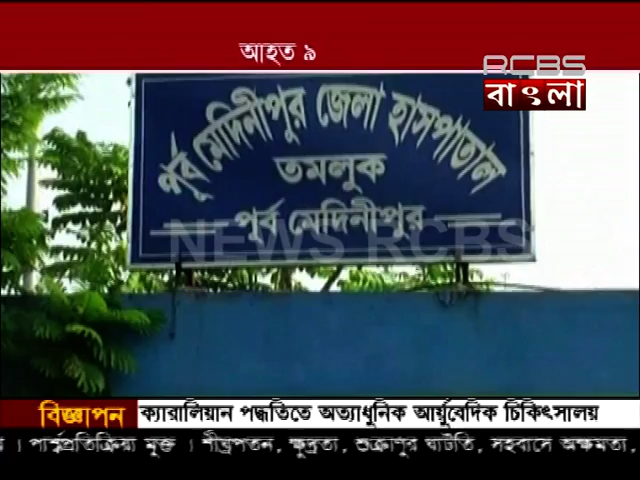 আহত ৯
RCBS
বাংলা
পূর্ব মেদিনীপুর জেলা হাসপাতাল
তমলুক
পূর্ব মেদিনীপুর
NEWS RCBS
বিজ্ঞাপন ক্যারালিয়ান পদ্ধতিতে অত্যাধুনিক আর্য়ুবেদিক চিকিৎসালয়
। পার্শ্বপ্রতিক্রিয়া মুক্ত । শীঘ্রপতন, ক্ষুদ্রতা, শুক্রাণুর ঘাটতি, সহবাসে অক্ষমতা,